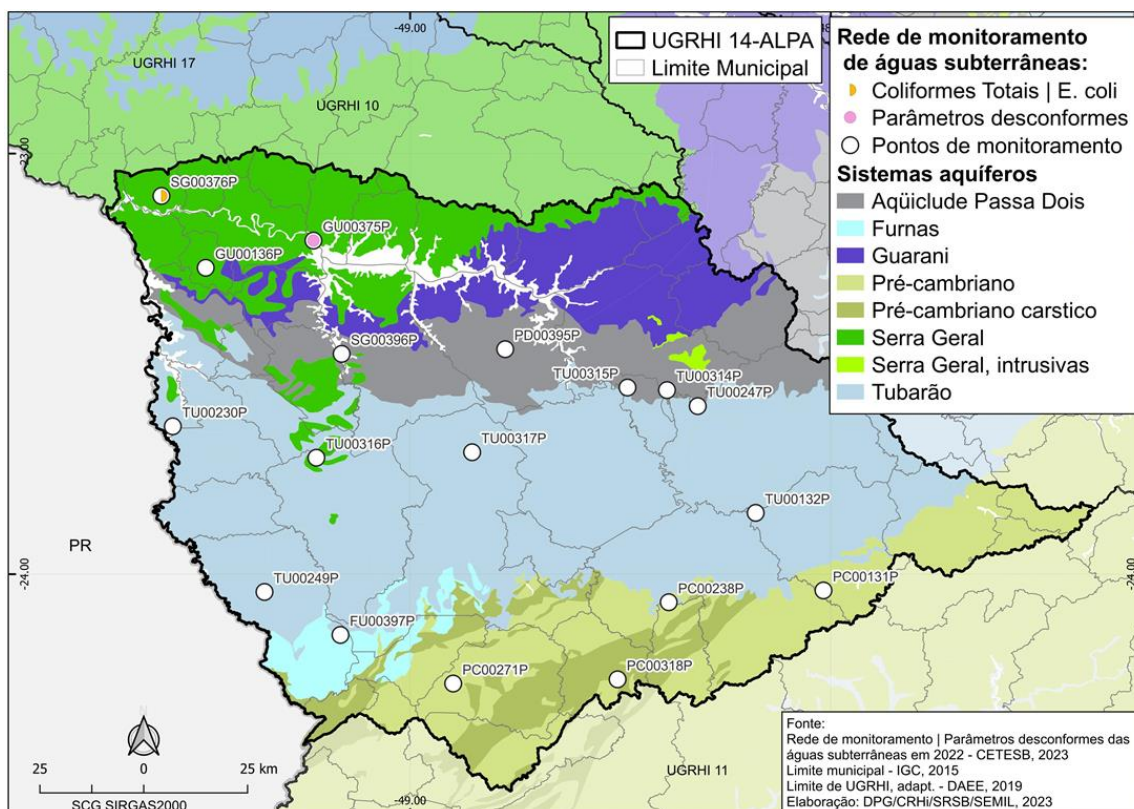 -49.00
UGRHI 17
UGRHI 10
UGRHI 14-ALPA
Limite Municipal
Rede de monitoramento
de águas subterrâneas:
Coliformes Totais | E. coli
Parâmetros desconformes
Pontos de monitoramento
Sistemas aquíferos
Aqüiclude Passa Dois
Furnas
Guarani
Pré-cambriano
Pré-cambriano carstico
Serra Geral
Serra Geral, intrusivas
Tubarão
-23.00
SG00376P
GU00375P
GU00136P
SG00396P
PD00395P
TU00315P
TU00314P
TU00247P
TU00230P
TU00316P
TU00317P
TU00132P
PR
-24.00
-24.00
TU00249P
PC00238P
PC00131P
FU00397P
PC00271P
PC00318P
25
0
25 km
SCG SIRGAS2000
-49.00
UGRHI 11
Fonte:
Rede de monitoramento | Parâmetros desconformes das
águas subterrâneas em 2022 - CETESB, 2023
Limite municipal - IGC, 2015
Limite de UGRHI, adapt. - DAEE, 2019
Elaboração: DPG/CRHi/SRSB/SEMIL, 2023